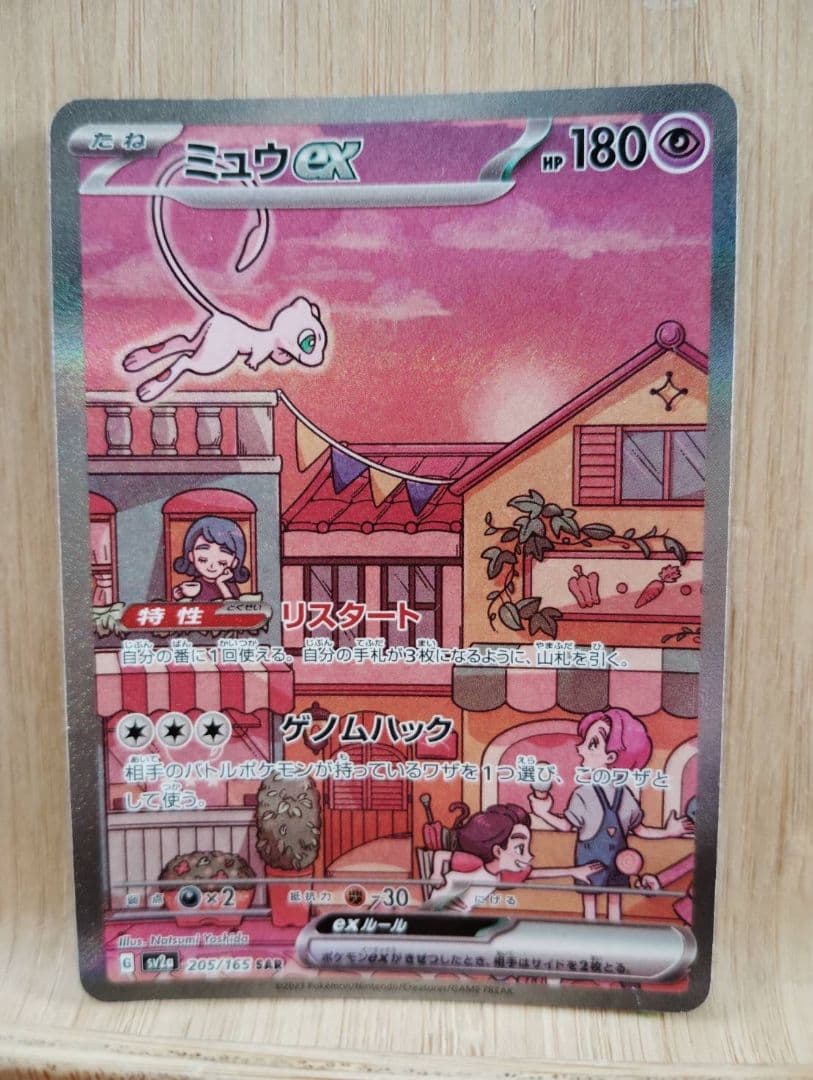 たね ミュウex HP 180
特性 とくせい リスタート
自分の番に1回使える。自分の手札が3枚になるように、山札を引く。
ゲノムハック
相手のバトルポケモンが持っているワザを1つ選び、このワザと
して使う。
弱点 ×2 抵抗力 -30 にげる
exルール
ポケモンexがきぜつしたとき、相手はサイドを2枚とる。
Illus. Natsumi Yoshida
G sv2a 205/165 SAR
©2023 Pokémon/Nintendo/Creatures/GAME FREAK.